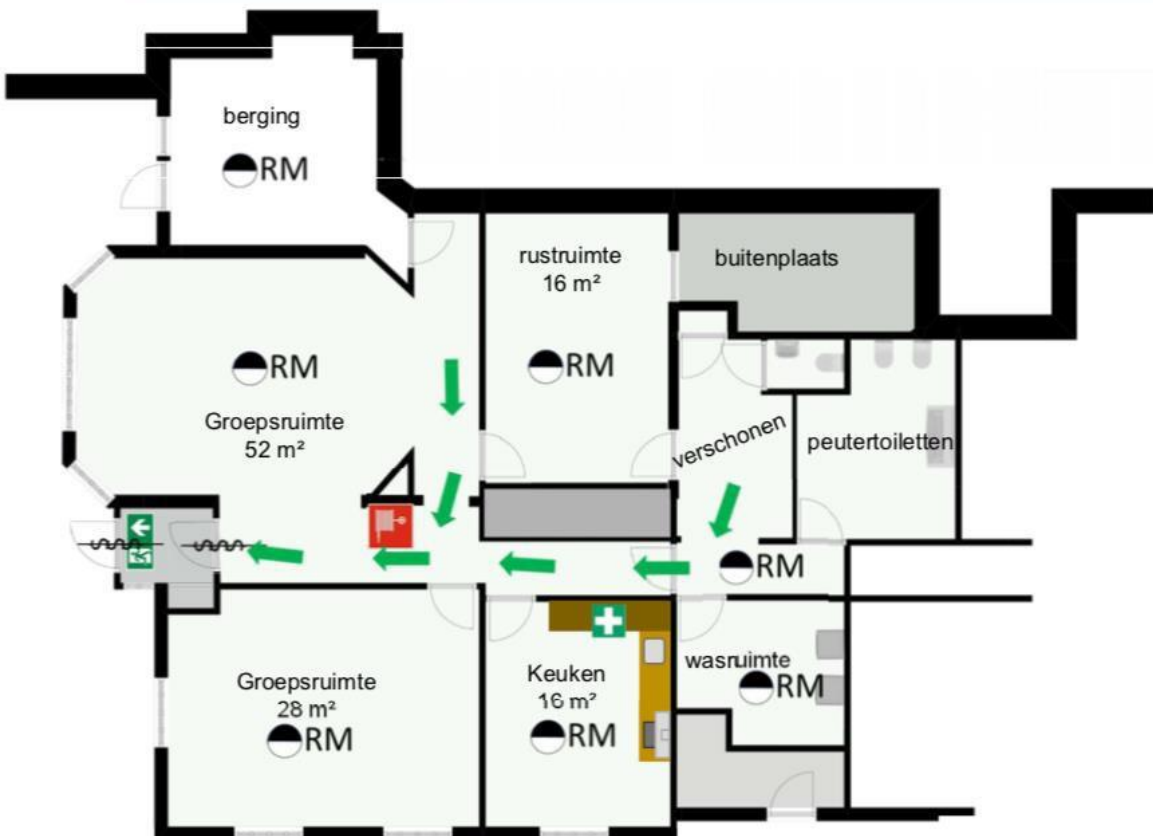 berging
RM
rustruimte
16 m²
buitenplaats
RM
RM
Groepsruimte
52 m²
verschonen
peutertoiletten
RM
Groepsruimte
28 m²
RM
Keuken
16 m²
RM
wasruimte
RM